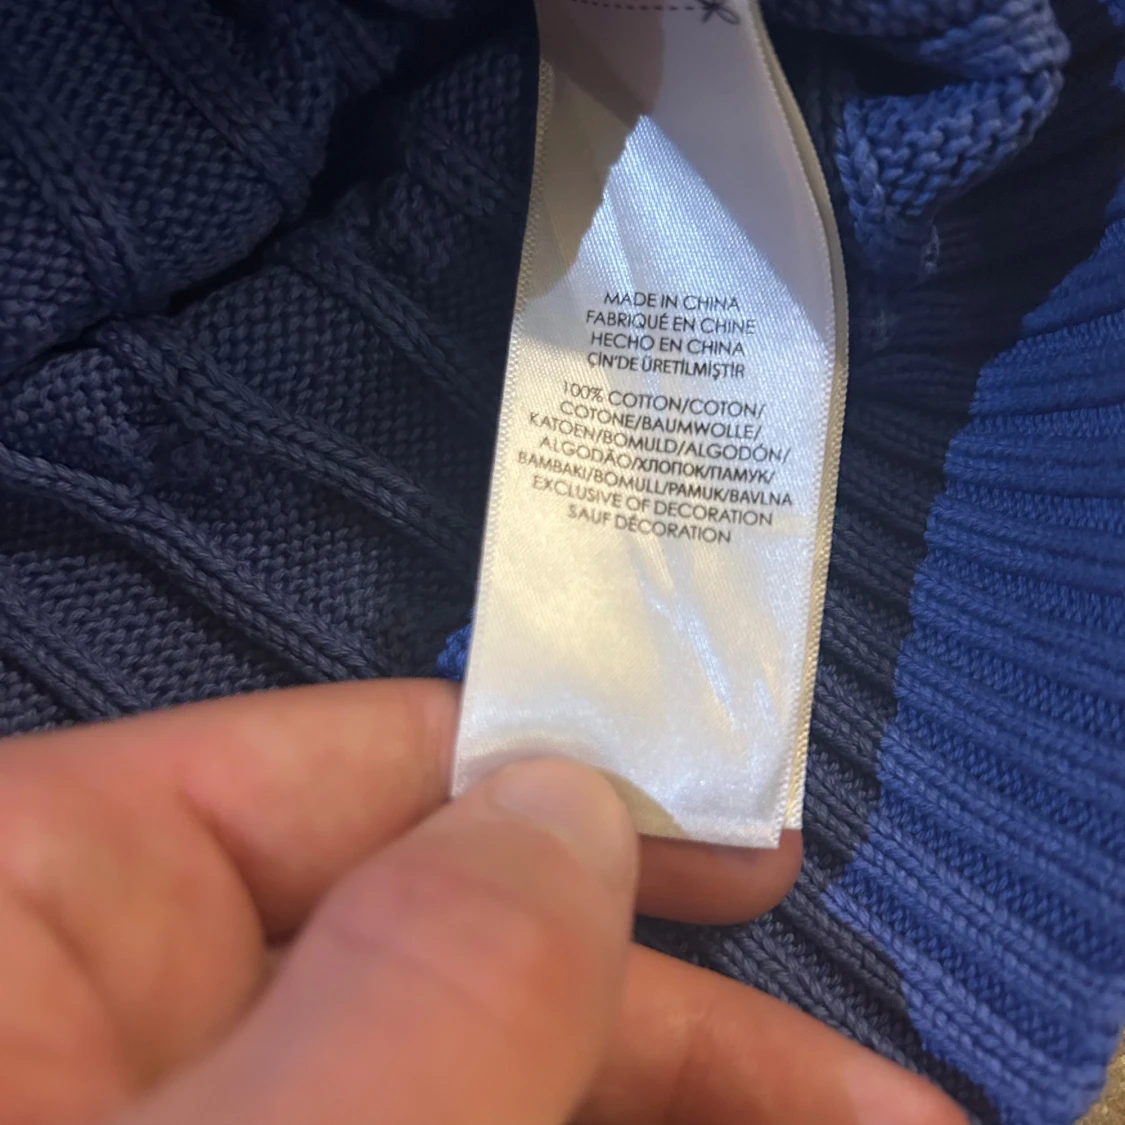 MADE IN CHINA
FABRIQUÉ EN CHINE
HECHO EN CHINA
ÇİN'DE ÜRETİLMİŞTİR
100% COTTON/COTON/
COTONE/BAUMWOLLE/
KATOEN/BOMULD/ALGODÓN/
ALGODÃO/ХЛОПОК/ПАМУК/
BAMBAKI/BOMULL/PAMUK/BAVLNA
EXCLUSIVE OF DECORATION
SAUF DÉCORATION